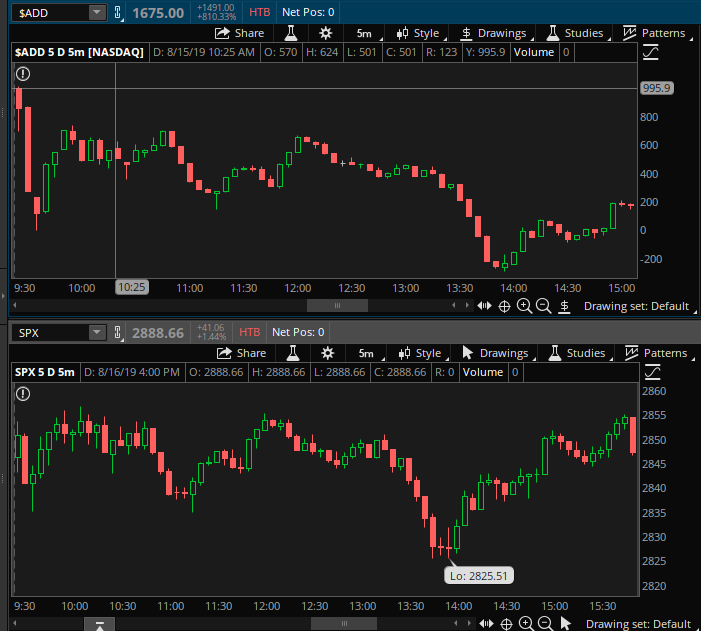 $ADD 1675.00 +1491.00 +810.33% HTB Net Pos: 0
Share 5m Style $ Drawings Studies Patterns
$ADD 5 D 5m [NASDAQ] D: 8/15/19 10:25 AM O: 570 H: 624 L: 501 C: 501 R: 123 Y: 995.9 Volume 0
995.9
800
600
400
200
0
-200
9:30 10:00 10:25 11:00 11:30 12:00 12:30 13:00 13:30 14:00 14:30 15:00
$ Drawing set: Default
SPX 2888.66 +41.06 +1.44% HTB Net Pos: 0
Share 5m Style Drawings Studies Patterns
SPX 5 D 5m D: 8/16/19 4:00 PM O: 2888.66 H: 2888.66 L: 2888.66 C: 2888.66 R: 0 Volume 0
2860
2855
2850
2845
2840
2835
2830
2825
2820
Lo: 2825.51
9:30 10:00 10:30 11:00 11:30 12:00 12:30 13:00 13:30 14:00 14:30 15:00 15:30
Drawing set: Default